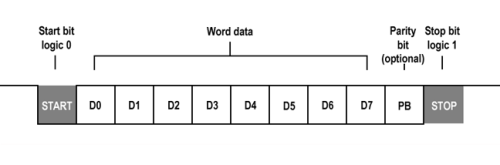 Start bit
logic 0
Word data
Parity
bit
(optional)
Stop bit
logic 1
START D0 D1 D2 D3 D4 D5 D6 D7 PB STOP